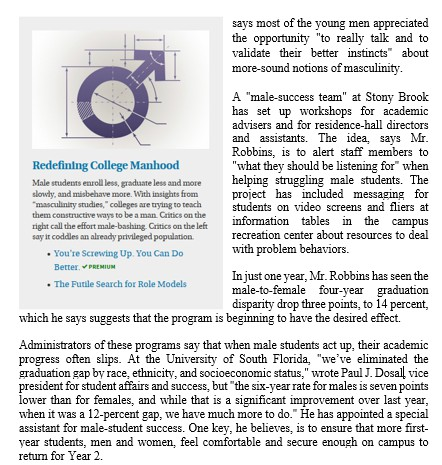 says most of the young men appreciated
the opportunity "to really talk and to
validate their better instincts" about
more-sound notions of masculinity.
A "male-success team" at Stony Brook
has set up workshops for academic
advisers and for residence-hall directors
and assistants. The idea, says Mr.
Robbins, is to alert staff members to
"what they should be listening for" when
helping struggling male students. The
project has included messaging for
students on video screens and fliers at
information tables in the campus
recreation center about resources to deal
with problem behaviors.
In just one year, Mr. Robbins has seen the
male-to-female four-year graduation
disparity drop three points, to 14 percent,
which he says suggests that the program is beginning to have the desired effect.
Redefining College Manhood
Male students enroll less, graduate less and more
slowly, and misbehave more. With insights from
"masculinity studies," colleges are trying to teach
them constructive ways to be a man. Critics on the
right call the effort male-bashing. Critics on the left
say it coddles an already privileged population.
• You're Screwing Up. You Can Do
Better. ✔PREMIUM
• The Futile Search for Role Models
Administrators of these programs say that when male students act up, their academic
progress often slips. At the University of South Florida, "we've eliminated the
graduation gap by race, ethnicity, and socioeconomic status," wrote Paul J. Dosal, vice
president for student affairs and success, but "the six-year rate for males is seven points
lower than for females, and while that is a significant improvement over last year,
when it was a 12-percent gap, we have much more to do." He has appointed a special
assistant for male-student success. One key, he believes, is to ensure that more first-
year students, men and women, feel comfortable and secure enough on campus to
return for Year 2.